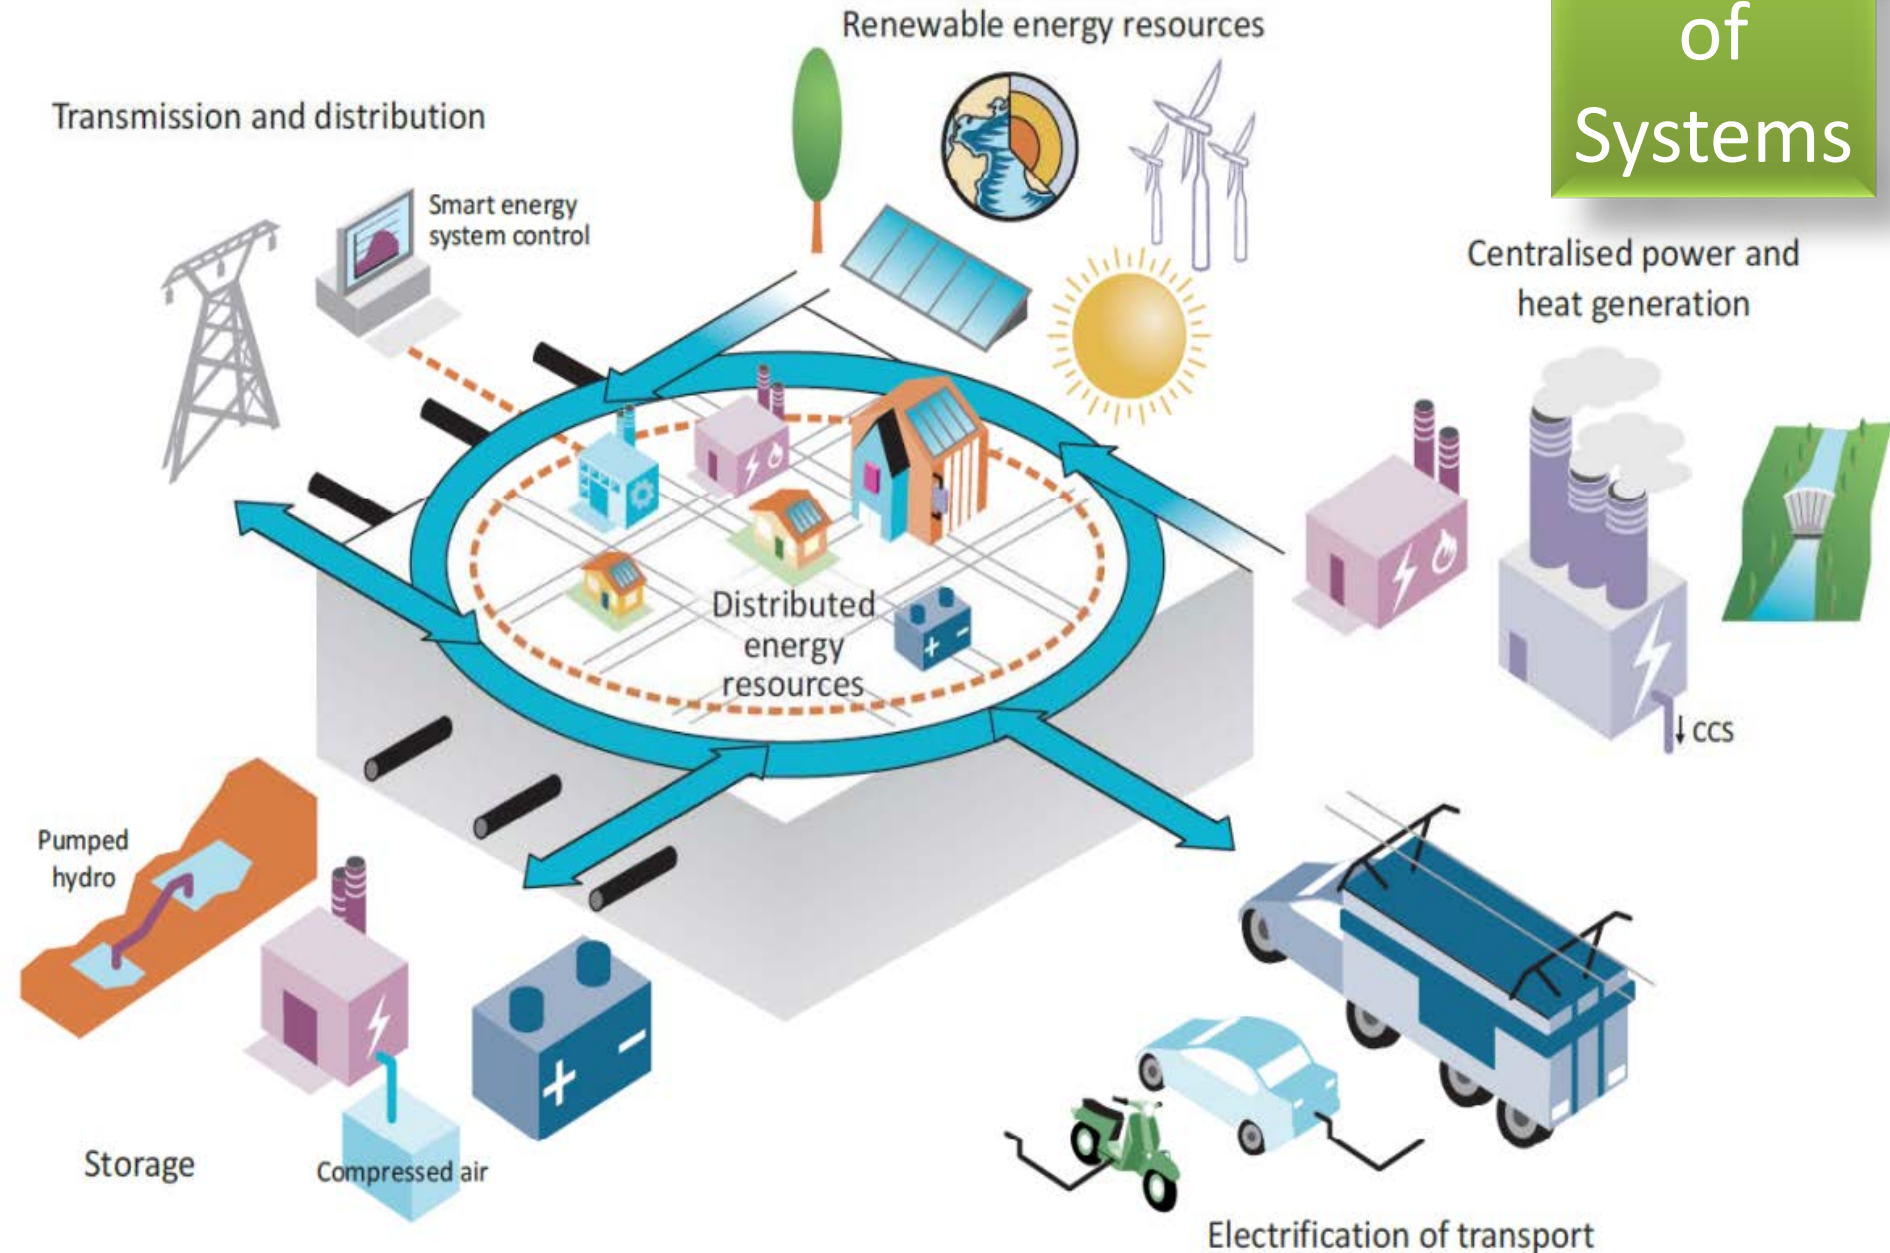 Renewable energy resources
of
Systems
Transmission and distribution
Smart energy
system control
Centralised power and
heat generation
Distributed
energy
resources
CCS
Pumped
hydro
+ -
+ -
Storage
Compressed air
Electrification of transport